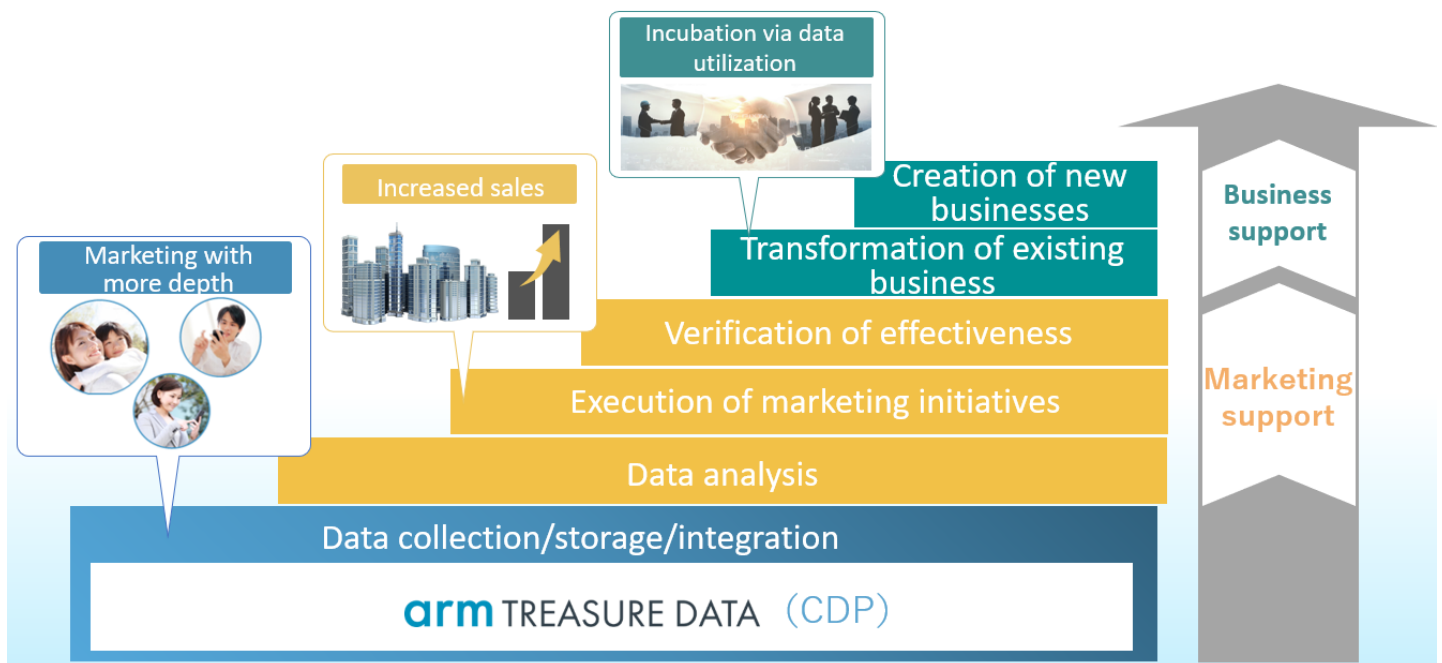 Incubation via data
utilization
Increased sales
Marketing with
more depth
Creation of new
businesses
Transformation of existing
business
Verification of effectiveness
Execution of marketing initiatives
Data analysis
Data collection/storage/integration
arm TREASURE DATA (CDP)
Business
support
Marketing
support